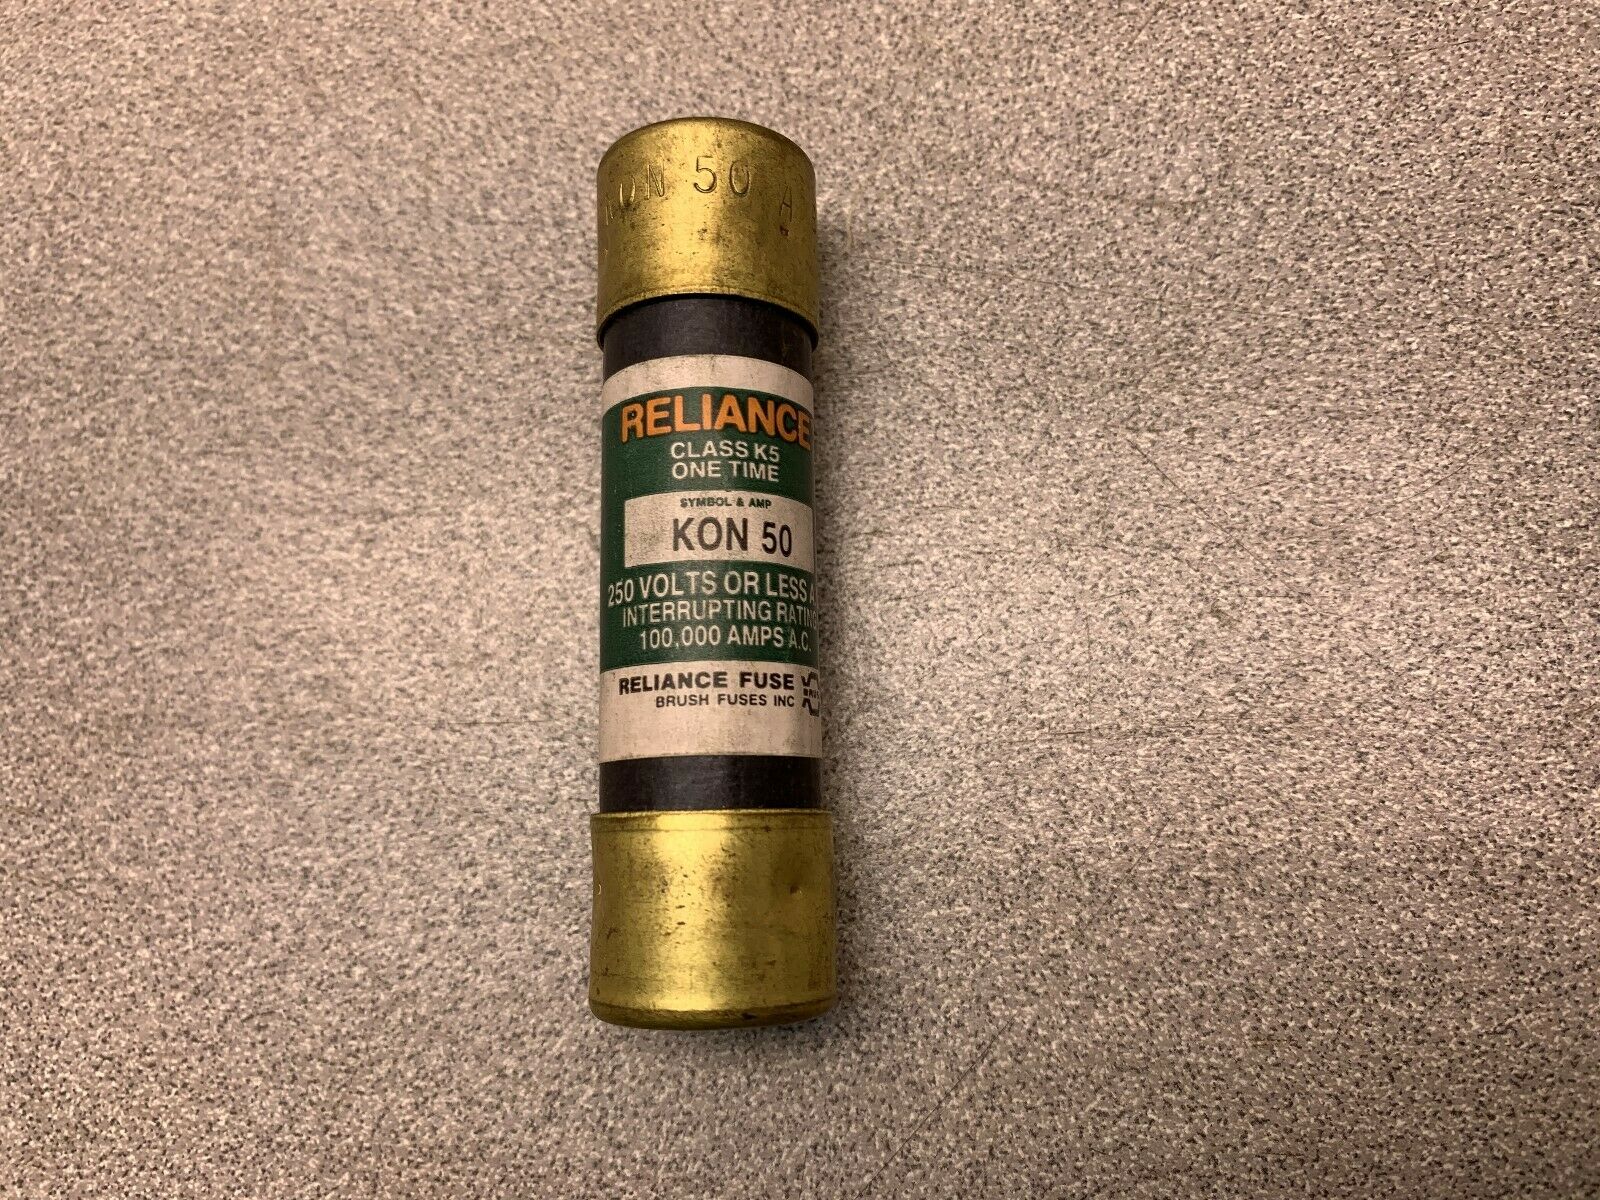 KON 50 A
RELIANCE
CLASS K5
ONE TIME
SYMBOL & AMP
KON 50
250 VOLTS OR LESS A
INTERRUPTING RATING
100,000 AMPS A.C.
RELIANCE FUSE
BRUSH FUSES INC